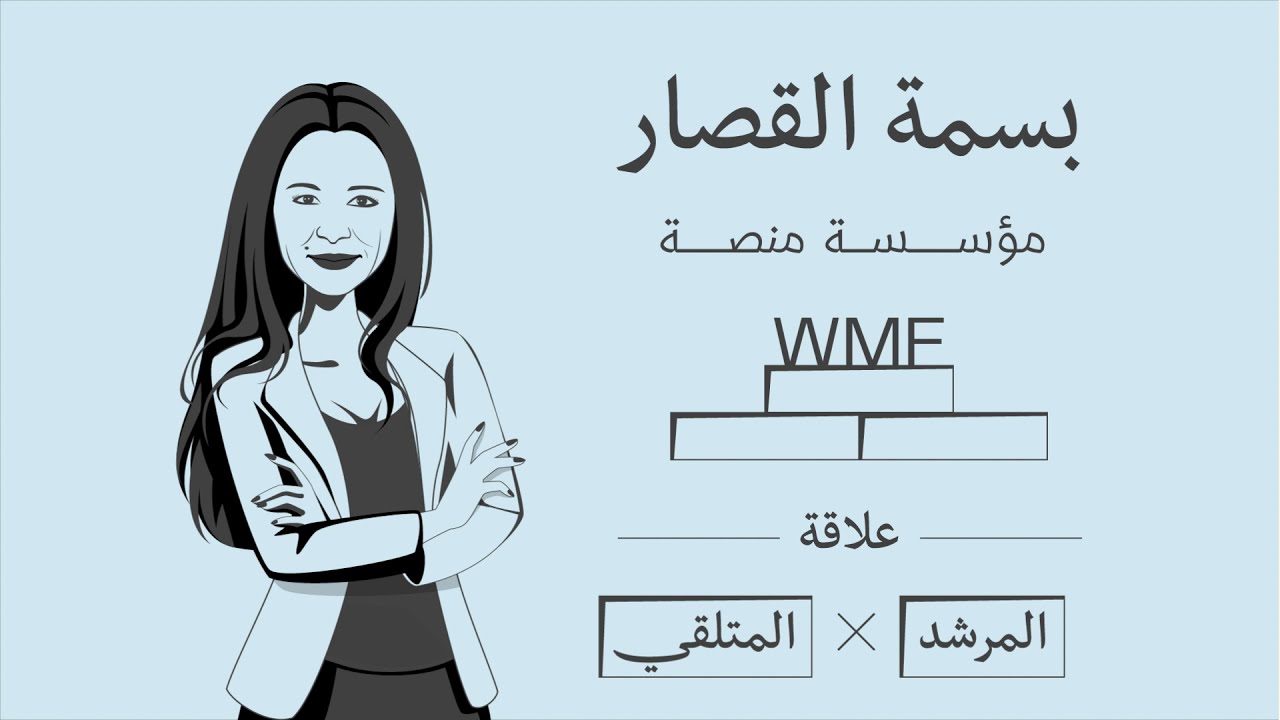 بسمة القصار
مؤسسة منصة
WMF
علاقة
المرشد × المتلقي